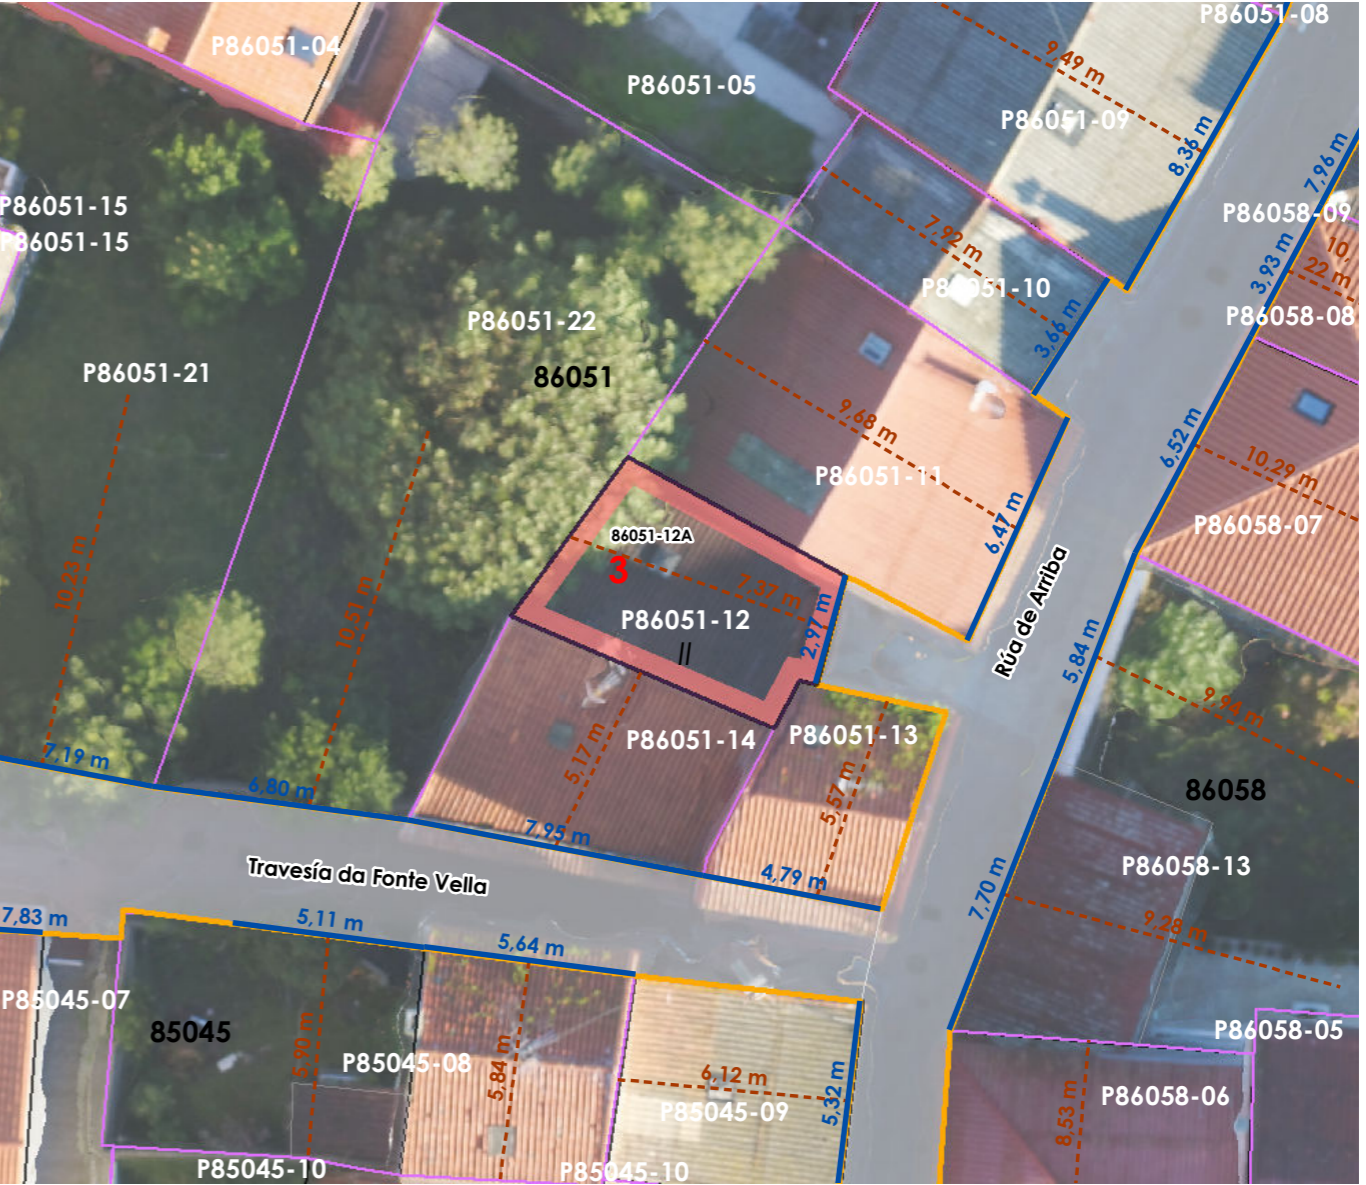 P86051-08
P86051-04
9,49 m
P86051-05
P86051-09
8,36 m
7,96 m
P86051-15
P86058-09
7,92 m
P86051-15
10,
22 m
3,93 m
P86051-10
P86058-08
P86051-22
3,66 m
P86051-21
86051
9,68 m
6,52 m
P86051-11
10,29 m
6,47 m
P86058-07
86051-12A
3
10,23 m
7,37 m
10,51 m
P86051-12
II
2,97 m
Rúa de Arriba
5,84 m
9,94 m
P86051-14
P86051-13
5,17 m
7,19 m
6,80 m
5,57 m
86058
7,95 m
Travesía da Fonte Vella
4,79 m
P86058-13
7,70 m
7,83 m
5,11 m
5,64 m
9,28 m
P85045-07
85045
P86058-05
5,90 m
P85045-08
5,84 m
6,12 m
P85045-09
5,32 m
P86058-06
8,53 m
P85045-10
P85045-10